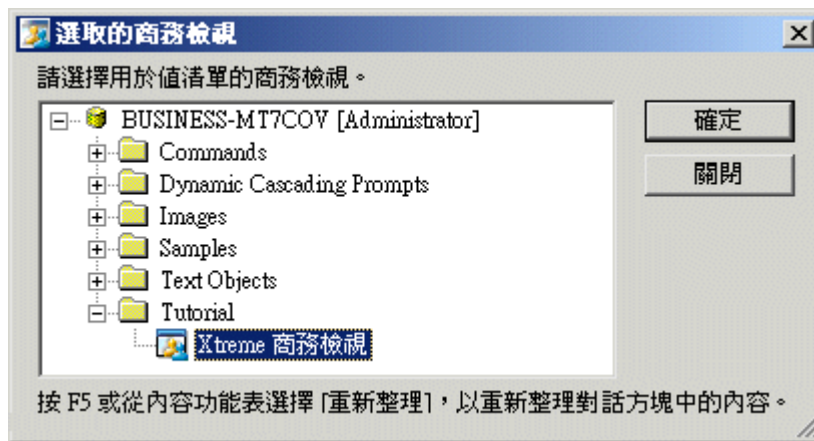 選取的商務檢視
請選擇用於值清單的商務檢視。
BUSINESS-MT7COV [Administrator]
確定
Commands
Dynamic Cascading Prompts
關閉
Images
Samples
Text Objects
Tutorial
Xtreme 商務檢視
按 F5 或從內容功能表選擇 [重新整理],以重新整理對話方塊中的內容。